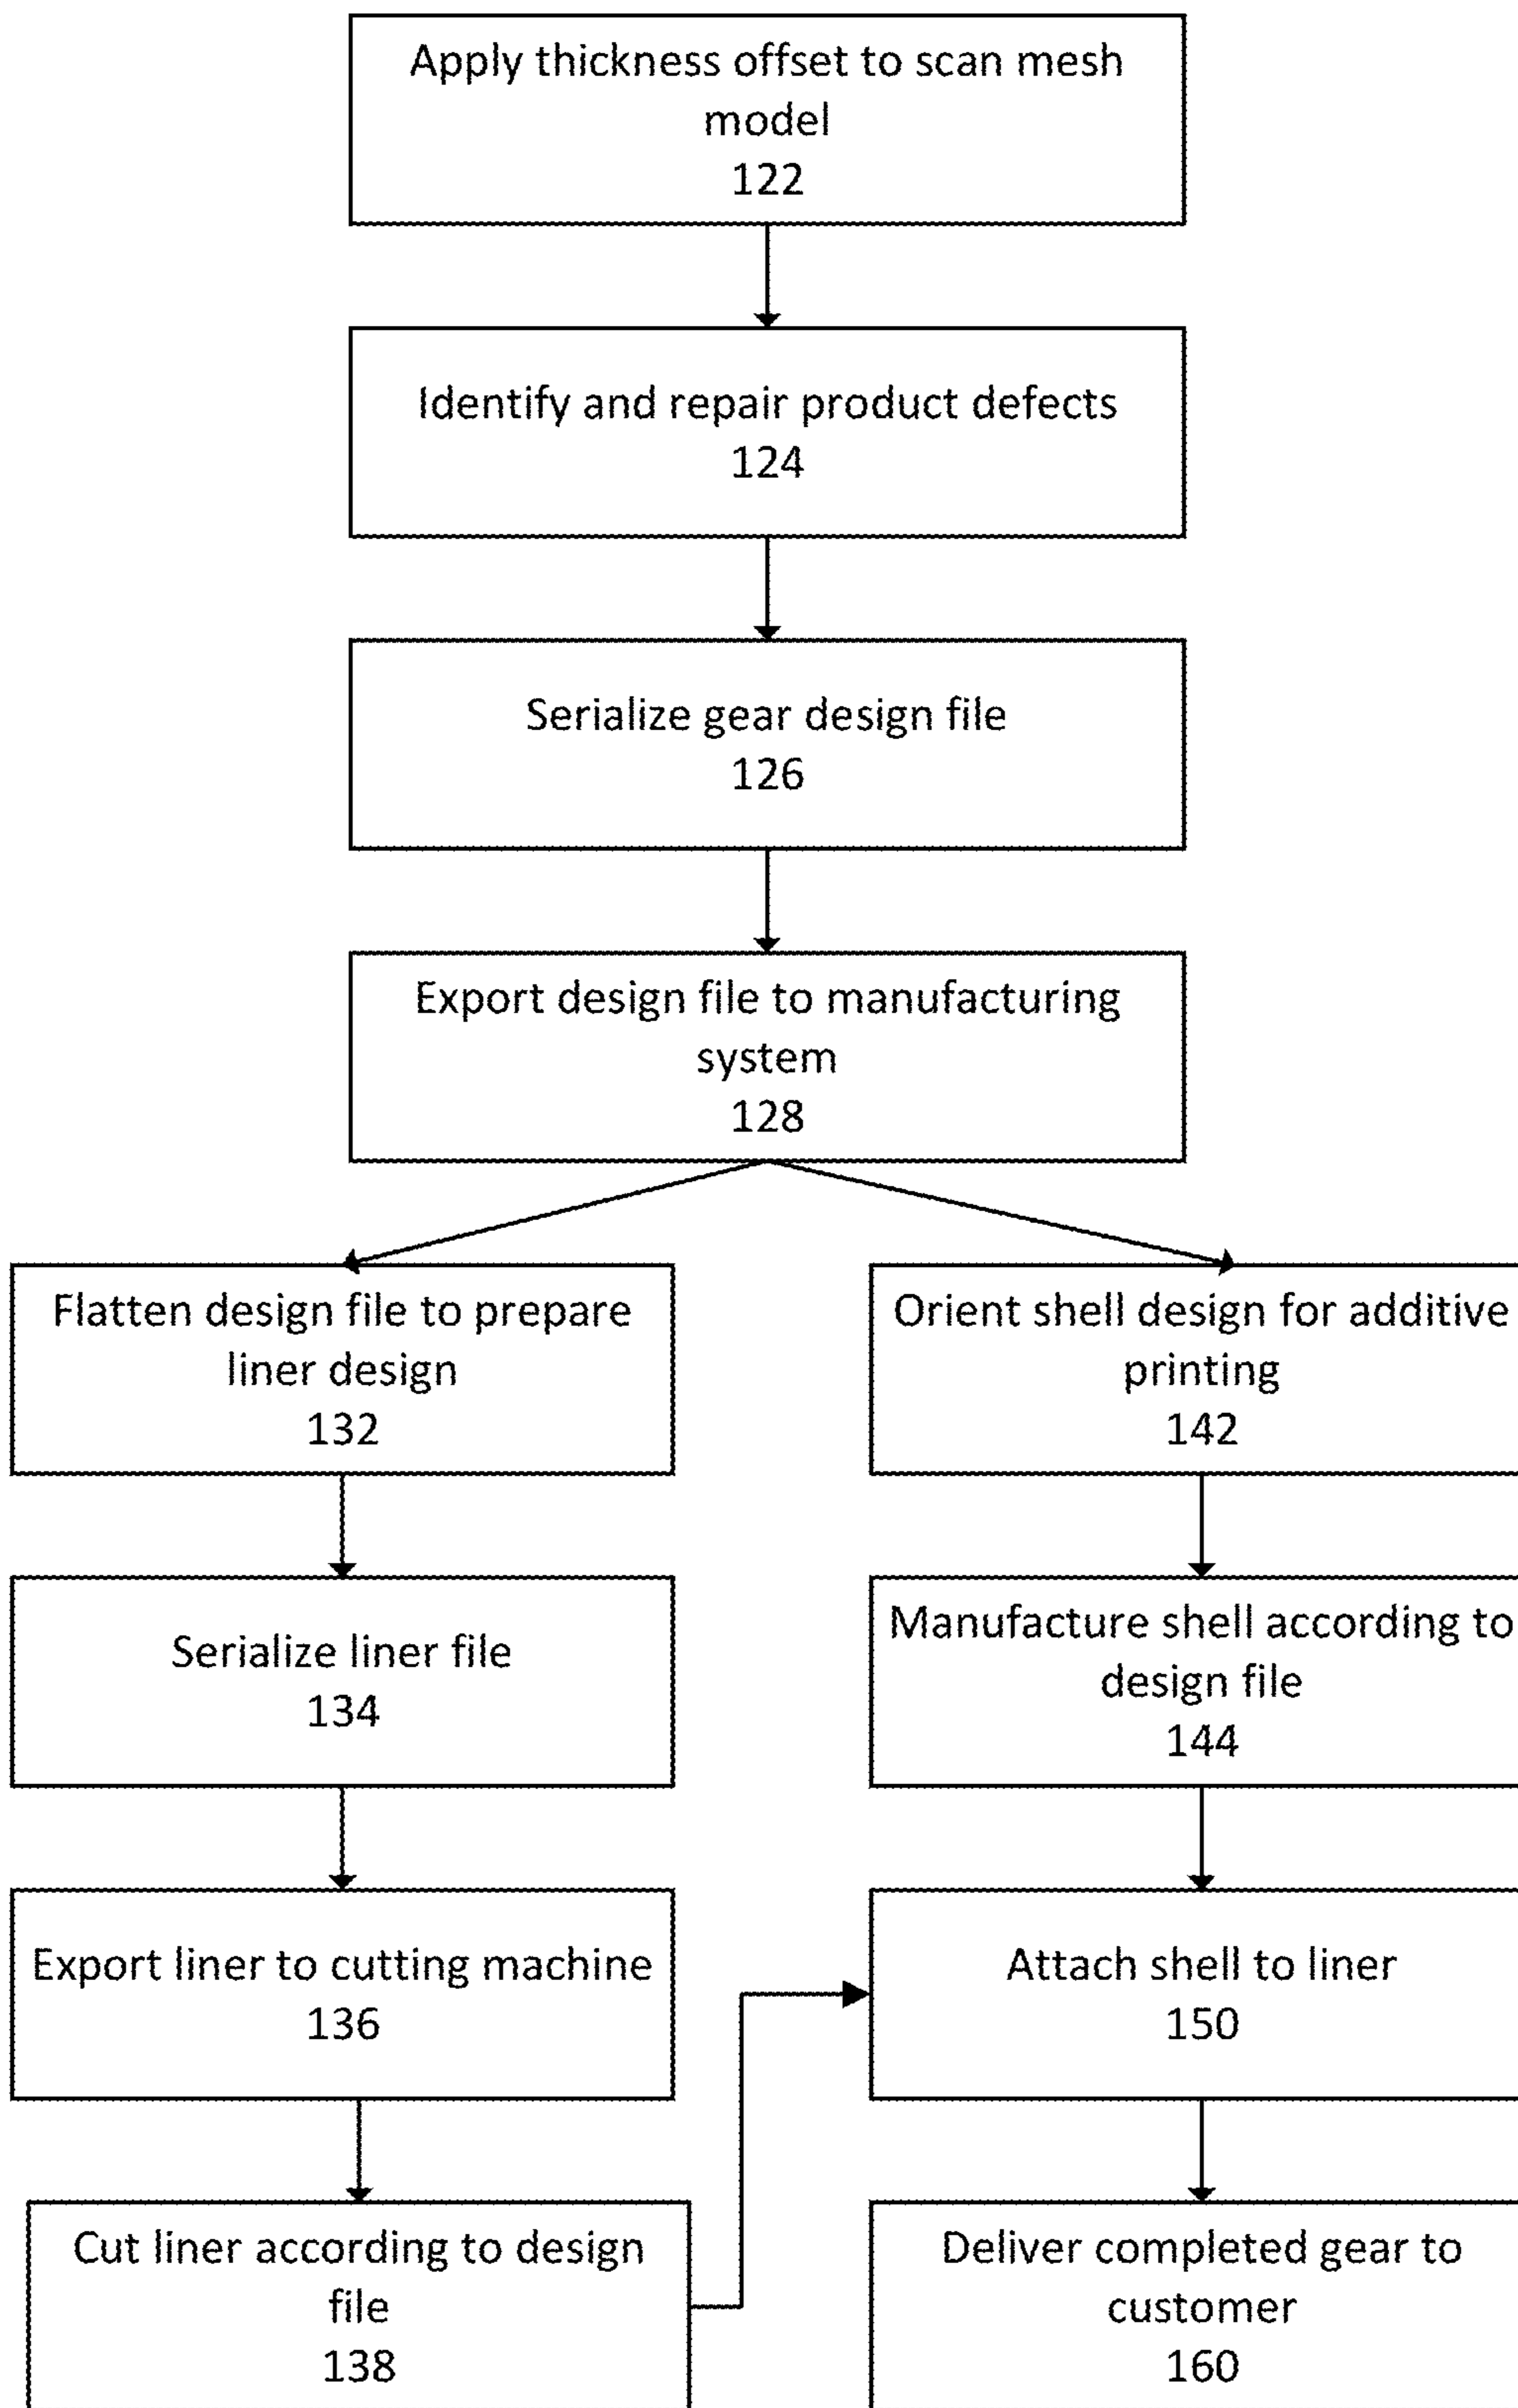 Apply thickness offset to scan mesh
model
122
Identify and repair product defects
124
Serialize gear design file
126
Export design file to manufacturing
system
128
Flatten design file to prepare
liner design
132
Orient shell design for additive
printing
142
Serialize liner file
134
Manufacture shell according to
design file
144
Export liner to cutting machine
136
Attach shell to liner
150
Cut liner according to design
file
138
Deliver completed gear to
customer
160